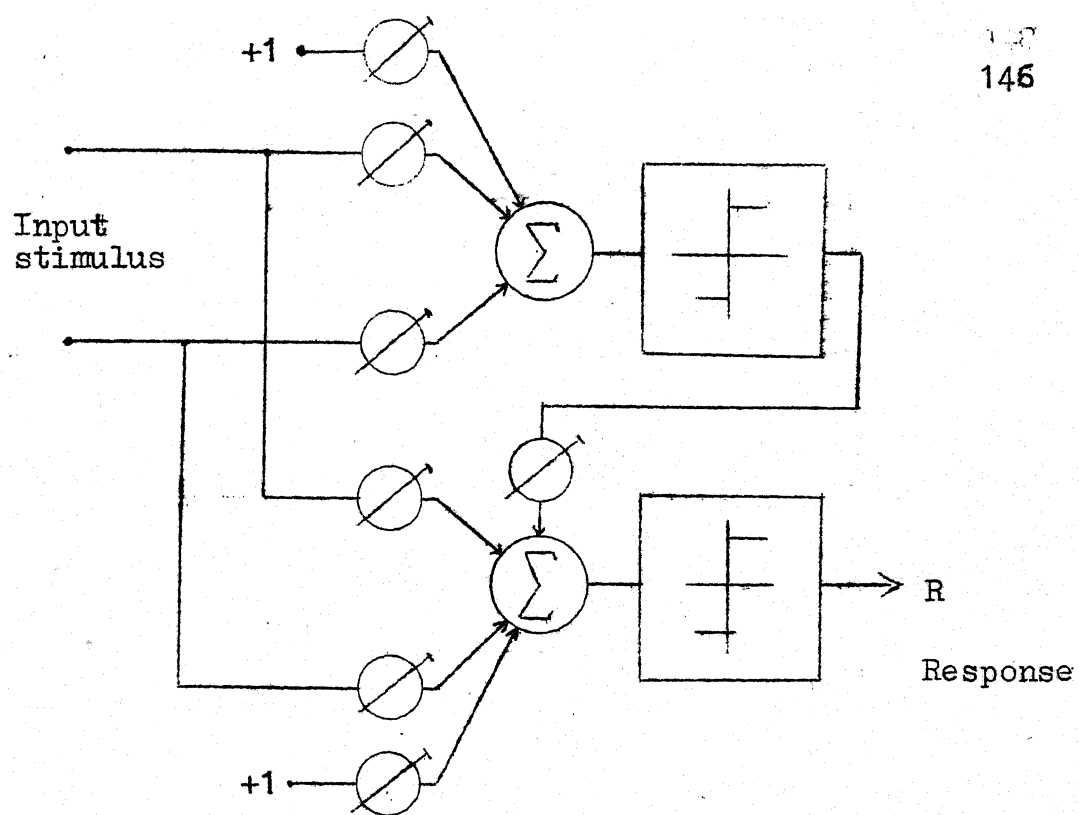 +1
146
Input
stimulus
Σ
Σ
R
Response
+1